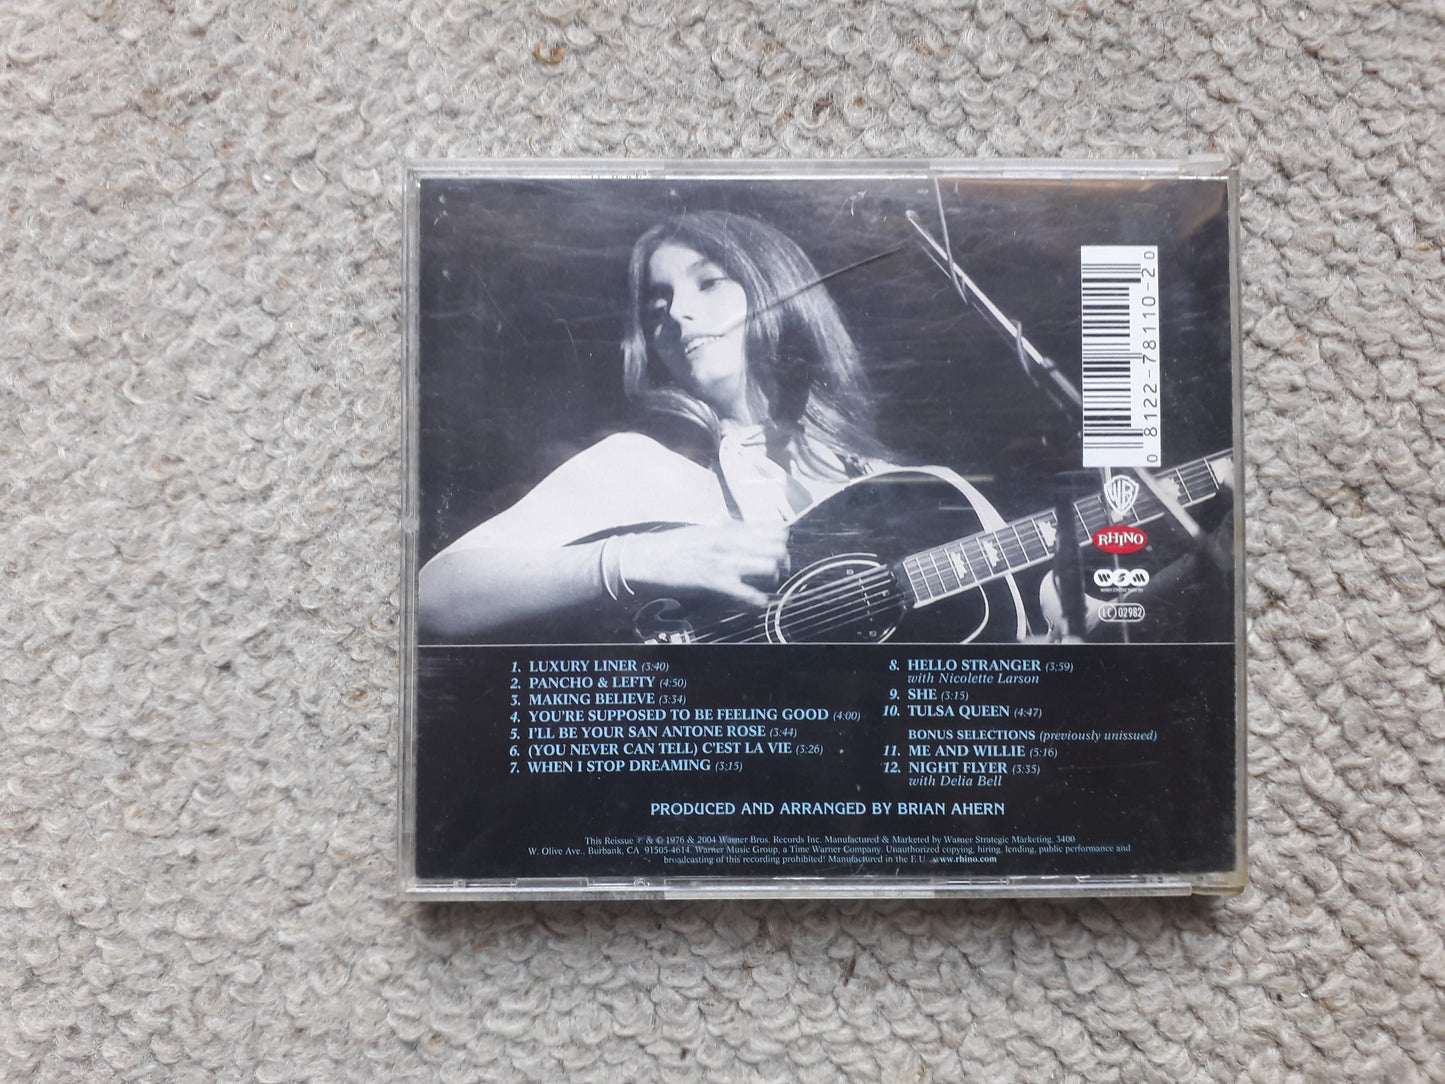 0 8122-78110-2 0
WB
RHINO
WSM
LC 02982
1. LUXURY LINER (3:40)
2. PANCHO & LEFTY (4:50)
3. MAKING BELIEVE (3:34)
4. YOU'RE SUPPOSED TO BE FEELING GOOD (4:00)
5. I'LL BE YOUR SAN ANTONE ROSE (3:44)
6. (YOU NEVER CAN TELL) C'EST LA VIE (3:26)
7. WHEN I STOP DREAMING (3:15)
8. HELLO STRANGER (3:59)
with Nicolette Larson
9. SHE (3:15)
10. TULSA QUEEN (4:47)
BONUS SELECTIONS (previously unissued)
11. ME AND WILLIE (5:16)
12. NIGHT FLYER (3:35)
with Delia Bell
PRODUCED AND ARRANGED BY BRIAN AHERN
This Reissue ℗ & © 1976 & 2004 Warner Bros. Records Inc. Manufactured & Marketed by Warner Strategic Marketing, 3400
W. Olive Ave., Burbank, CA 91505-4614. Warner Music Group, a Time Warner Company. Unauthorized copying, hiring, lending, public performance and
broadcasting of this recording prohibited! Manufactured in the E.U. www.rhino.com